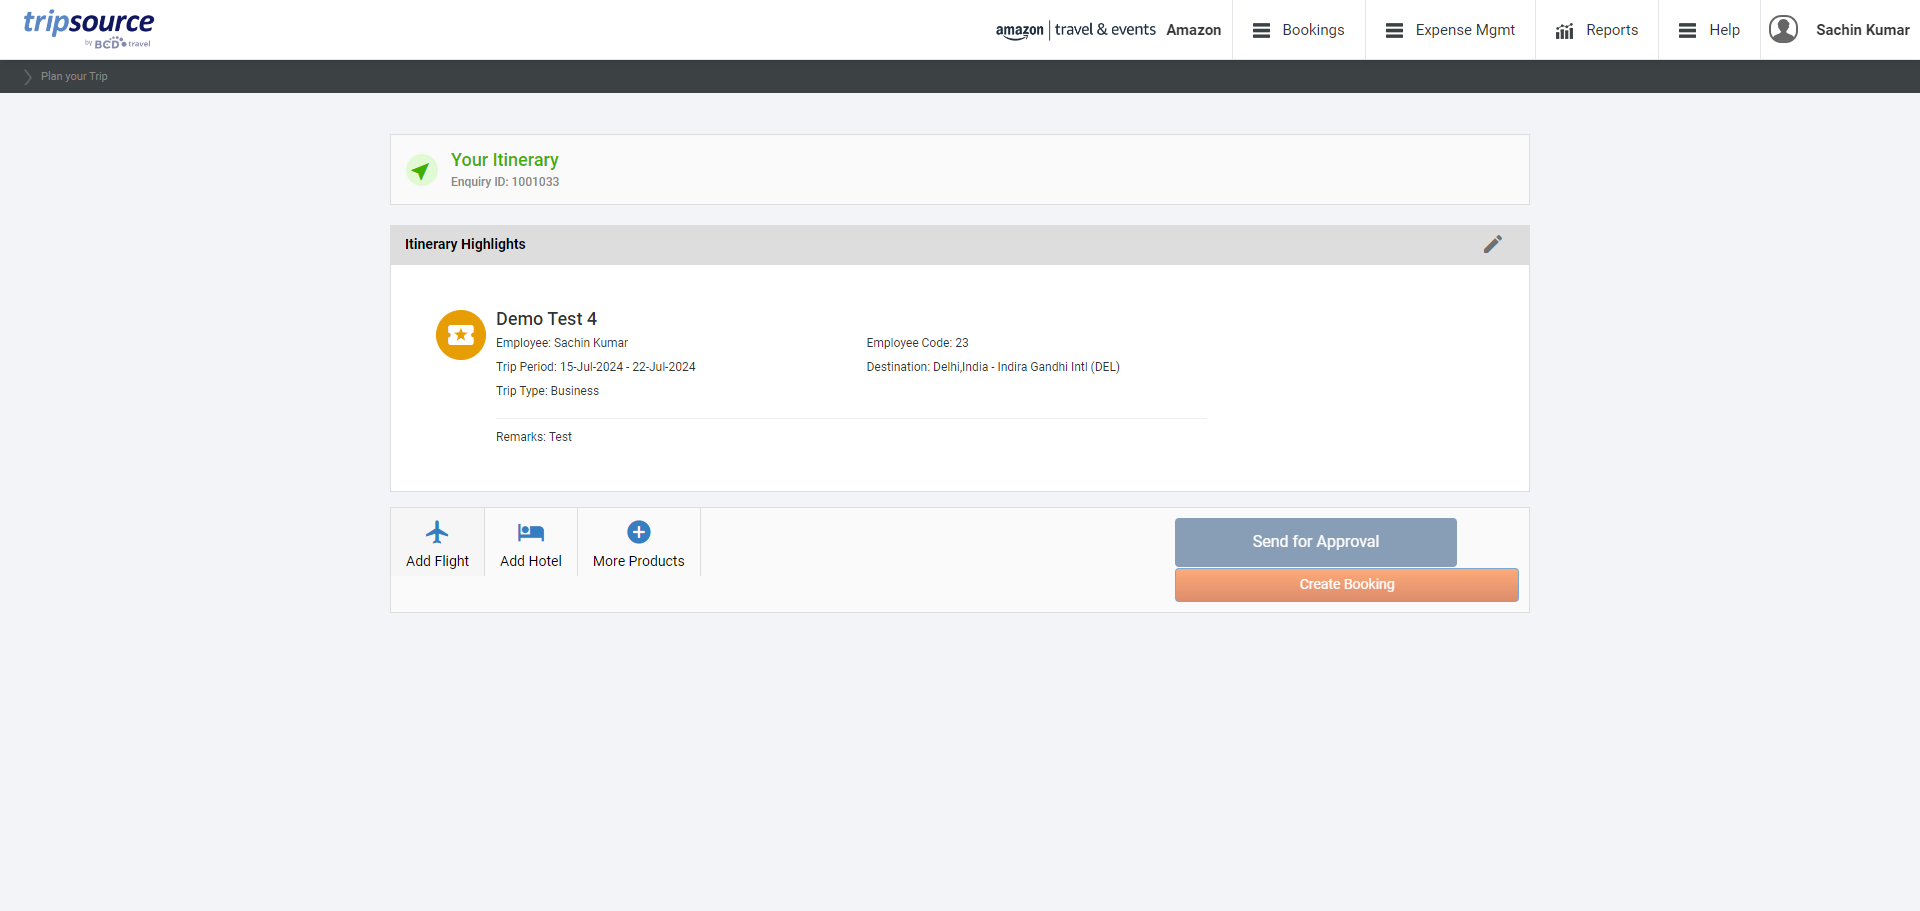 tripsource
by BCD travel
amazon travel & events Amazon
Bookings
Expense Mgmt
Reports
Help
Sachin Kumar
Plan your Trip
Your Itinerary
Enquiry ID: 1001033
Itinerary Highlights
Demo Test 4
Employee: Sachin Kumar
Employee Code: 23
Trip Period: 15-Jul-2024 - 22-Jul-2024
Destination: Delhi,India - Indira Gandhi Intl (DEL)
Trip Type: Business
Remarks: Test
Add Flight
Add Hotel
More Products
Send for Approval
Create Booking